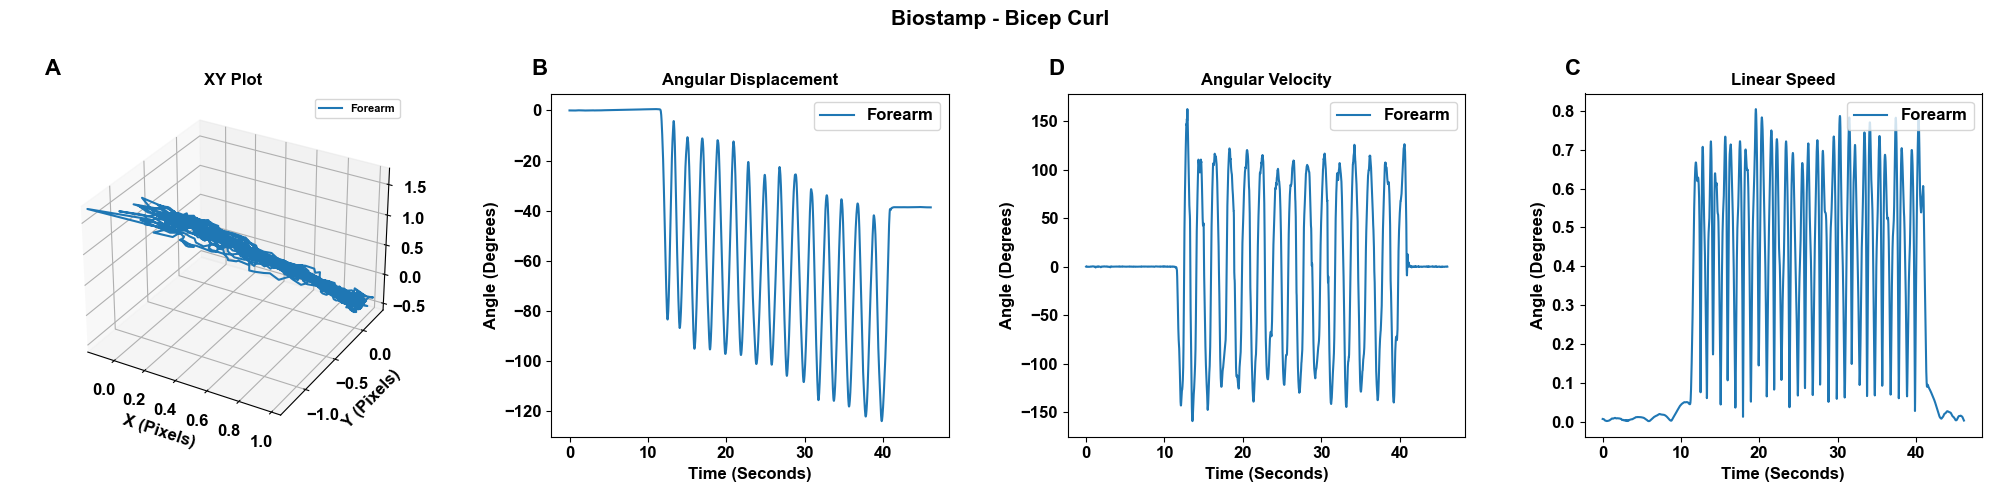 Biostamp - Bicep Curl
A
XY Plot
Forearm
1.5
1.0
0.5
0.0
−0.5
0.0
−0.5
−1.0
Y (Pixels)
0.0
0.2
0.4
0.6
0.8
1.0
X (Pixels)
B
Angular Displacement
Forearm
0
−20
−40
−60
−80
−100
−120
Angle (Degrees)
0 10 20 30 40
Time (Seconds)
D
Angular Velocity
Forearm
150
100
50
0
−50
−100
−150
Angle (Degrees)
0 10 20 30 40
Time (Seconds)
C
Linear Speed
Forearm
0.8
0.7
0.6
0.5
0.4
0.3
0.2
0.1
0.0
Angle (Degrees)
0 10 20 30 40
Time (Seconds)